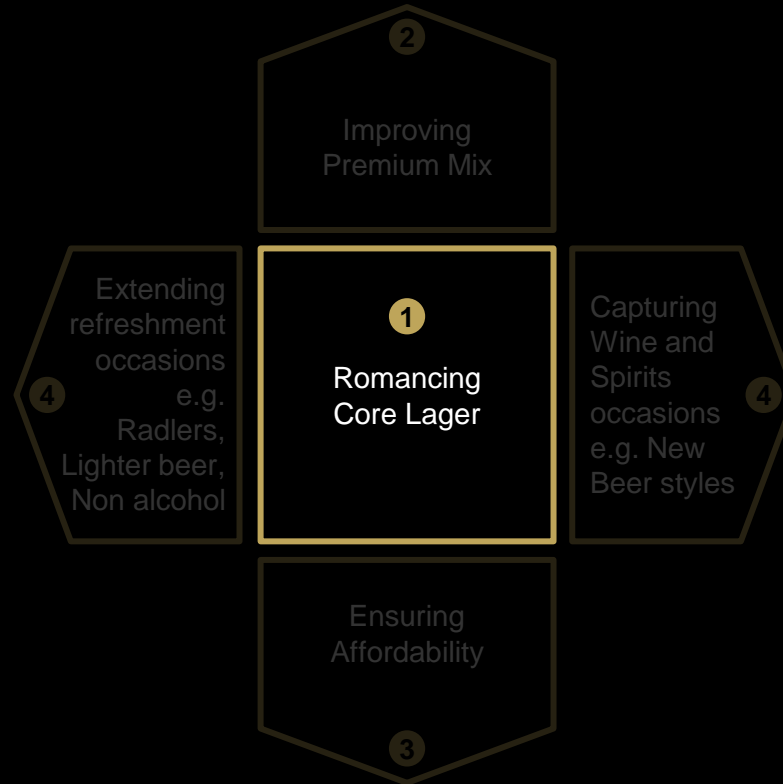 2
Improving
Premium Mix
4
Extending
refreshment
occasions
e.g.
Radlers,
Lighter beer,
Non alcohol
1
Romancing
Core Lager
Capturing
Wine and
Spirits
occasions
e.g. New
Beer styles
4
Ensuring
Affordability
3